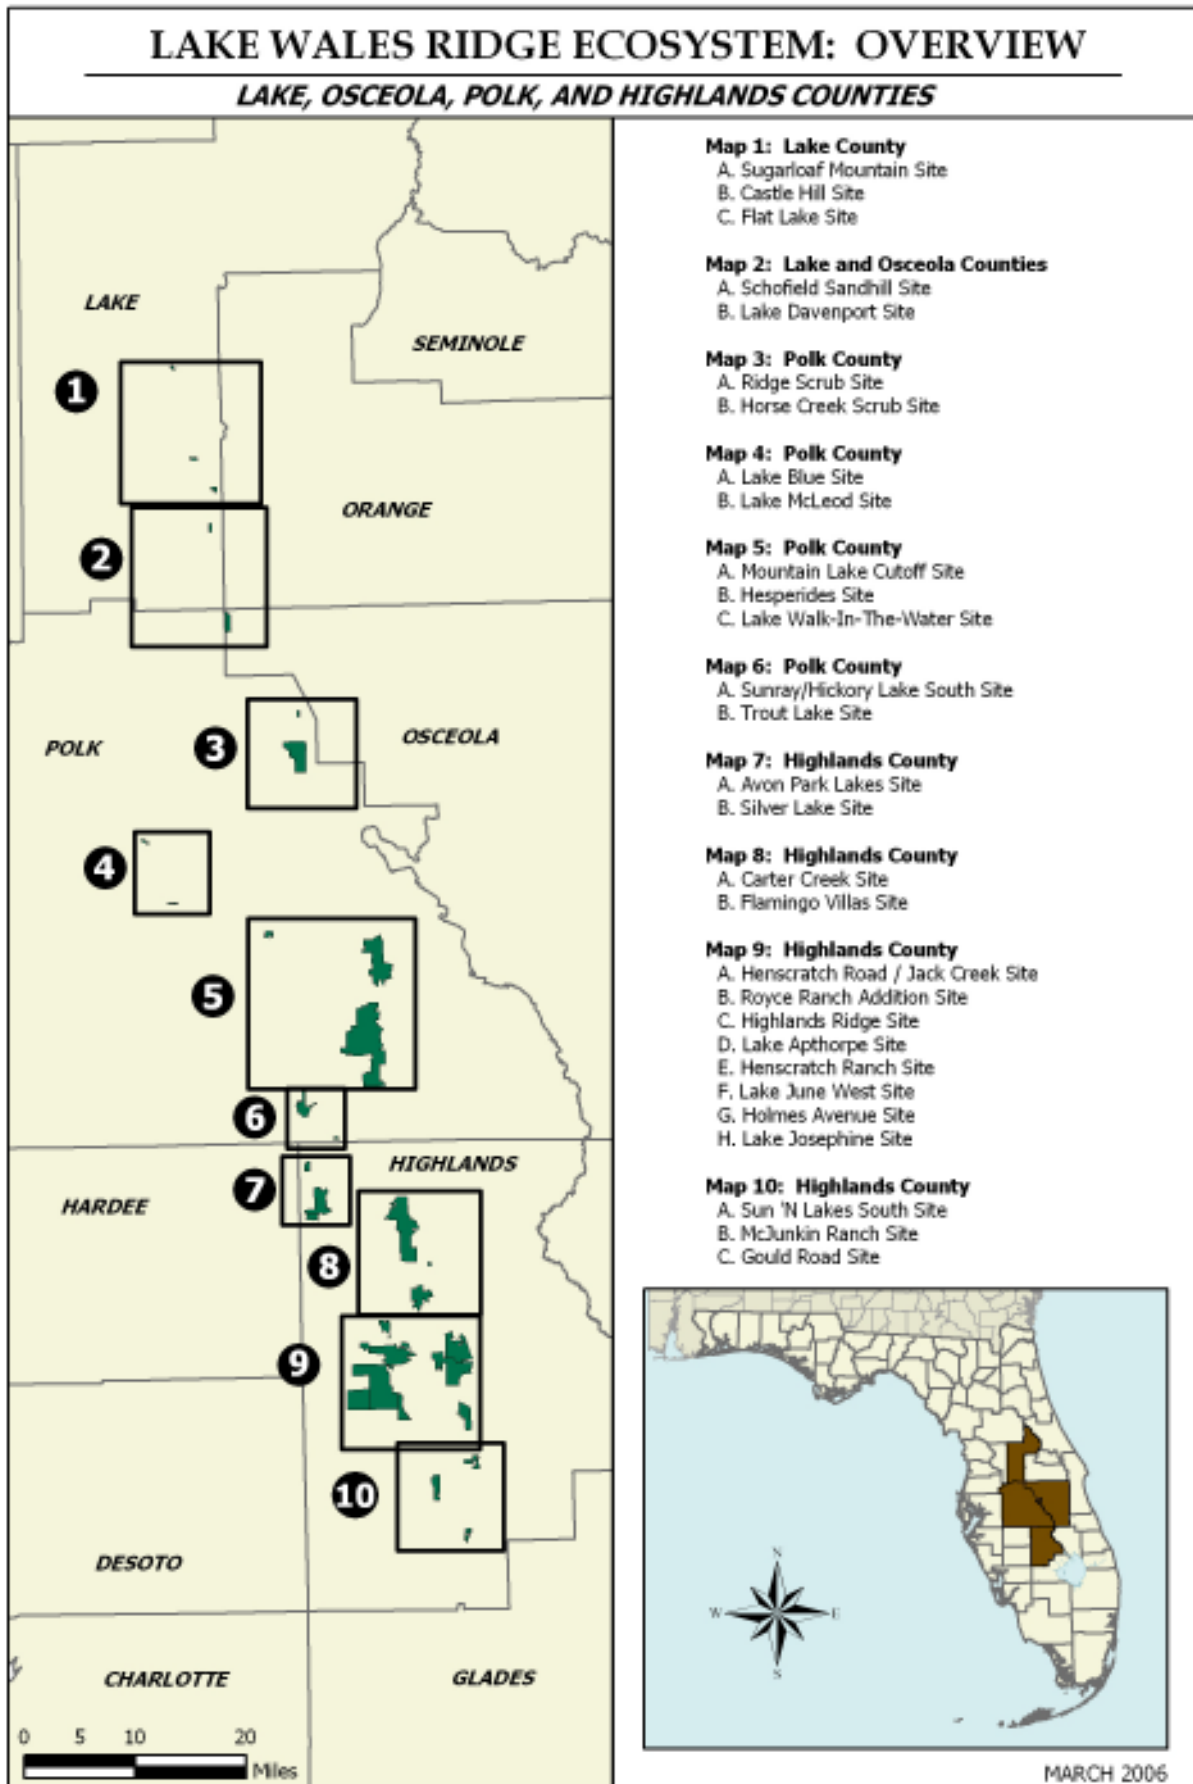 LAKE WALES RIDGE ECOSYSTEM: OVERVIEW
LAKE, OSCEOLA, POLK, AND HIGHLANDS COUNTIES
LAKE
SEMINOLE
1
ORANGE
2
POLK
3
OSCEOLA
4
5
6
HIGHLANDS
7
HARDEE
8
9
10
DESOTO
CHARLOTTE
GLADES
0 5 10 20
Miles
Map 1: Lake County
A. Sugarloaf Mountain Site
B. Castle Hill Site
C. Flat Lake Site
Map 2: Lake and Osceola Counties
A. Schofield Sandhill Site
B. Lake Davenport Site
Map 3: Polk County
A. Ridge Scrub Site
B. Horse Creek Scrub Site
Map 4: Polk County
A. Lake Blue Site
B. Lake McLeod Site
Map 5: Polk County
A. Mountain Lake Cutoff Site
B. Hesperides Site
C. Lake Walk-In-The-Water Site
Map 6: Polk County
A. Sunray/Hickory Lake South Site
B. Trout Lake Site
Map 7: Highlands County
A. Avon Park Lakes Site
B. Silver Lake Site
Map 8: Highlands County
A. Carter Creek Site
B. Flamingo Villas Site
Map 9: Highlands County
A. Henscratch Road / Jack Creek Site
B. Royce Ranch Addition Site
C. Highlands Ridge Site
D. Lake Apthorpe Site
E. Henscratch Ranch Site
F. Lake June West Site
G. Holmes Avenue Site
H. Lake Josephine Site
Map 10: Highlands County
A. Sun 'N Lakes South Site
B. McJunkin Ranch Site
C. Gould Road Site
N
W E
S
MARCH 2006